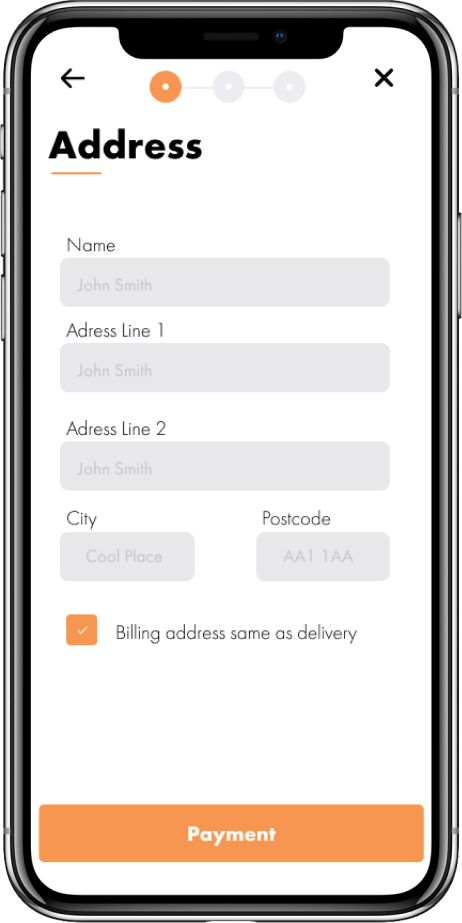 Address
Name
John Smith
Adress Line 1
John Smith
Adress Line 2
John Smith
City
Postcode
Cool Place
AA1 1AA
Billing address same as delivery
Payment